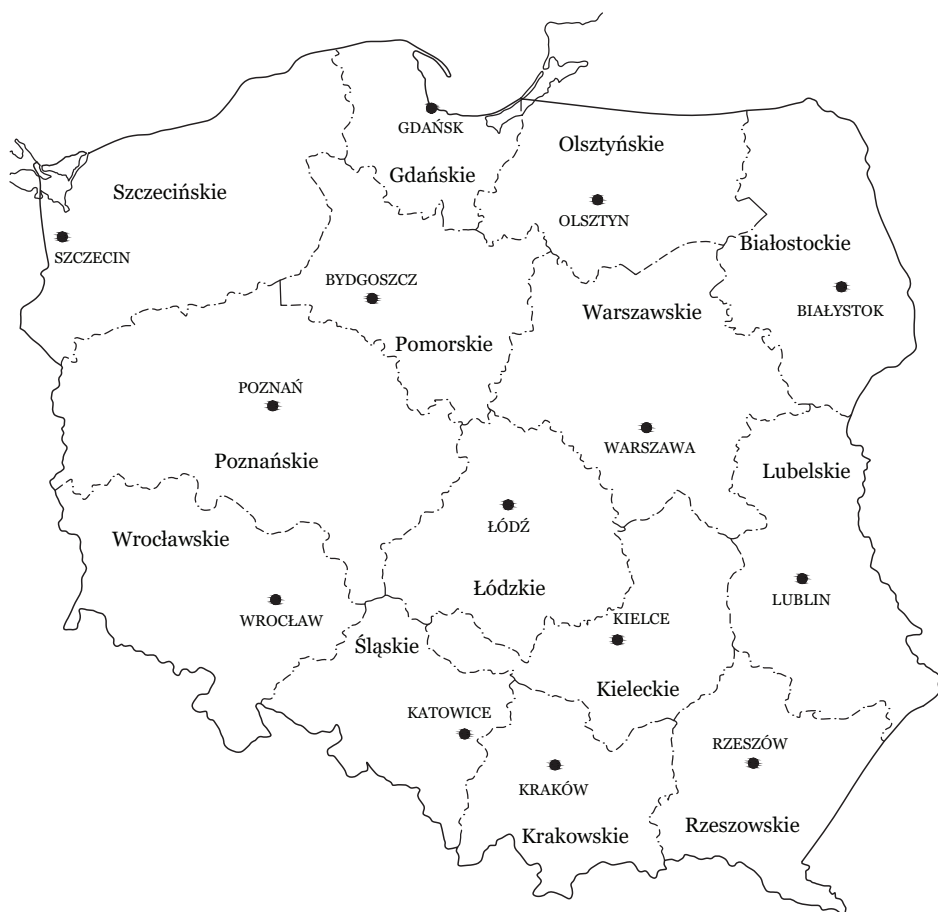 GDAŃSK
Olsztyńskie
Gdańskie
Szczecińskie
OLSZTYN
Białostockie
SZCZECIN
BYDGOSZCZ
BIAŁYSTOK
Warszawskie
Pomorskie
POZNAŃ
WARSZAWA
Poznańskie
Lubelskie
ŁÓDŹ
Wrocławskie
Łódzkie
LUBLIN
WROCŁAW
KIELCE
Śląskie
Kieleckie
KATOWICE
RZESZÓW
KRAKÓW
Rzeszowskie
Krakowskie